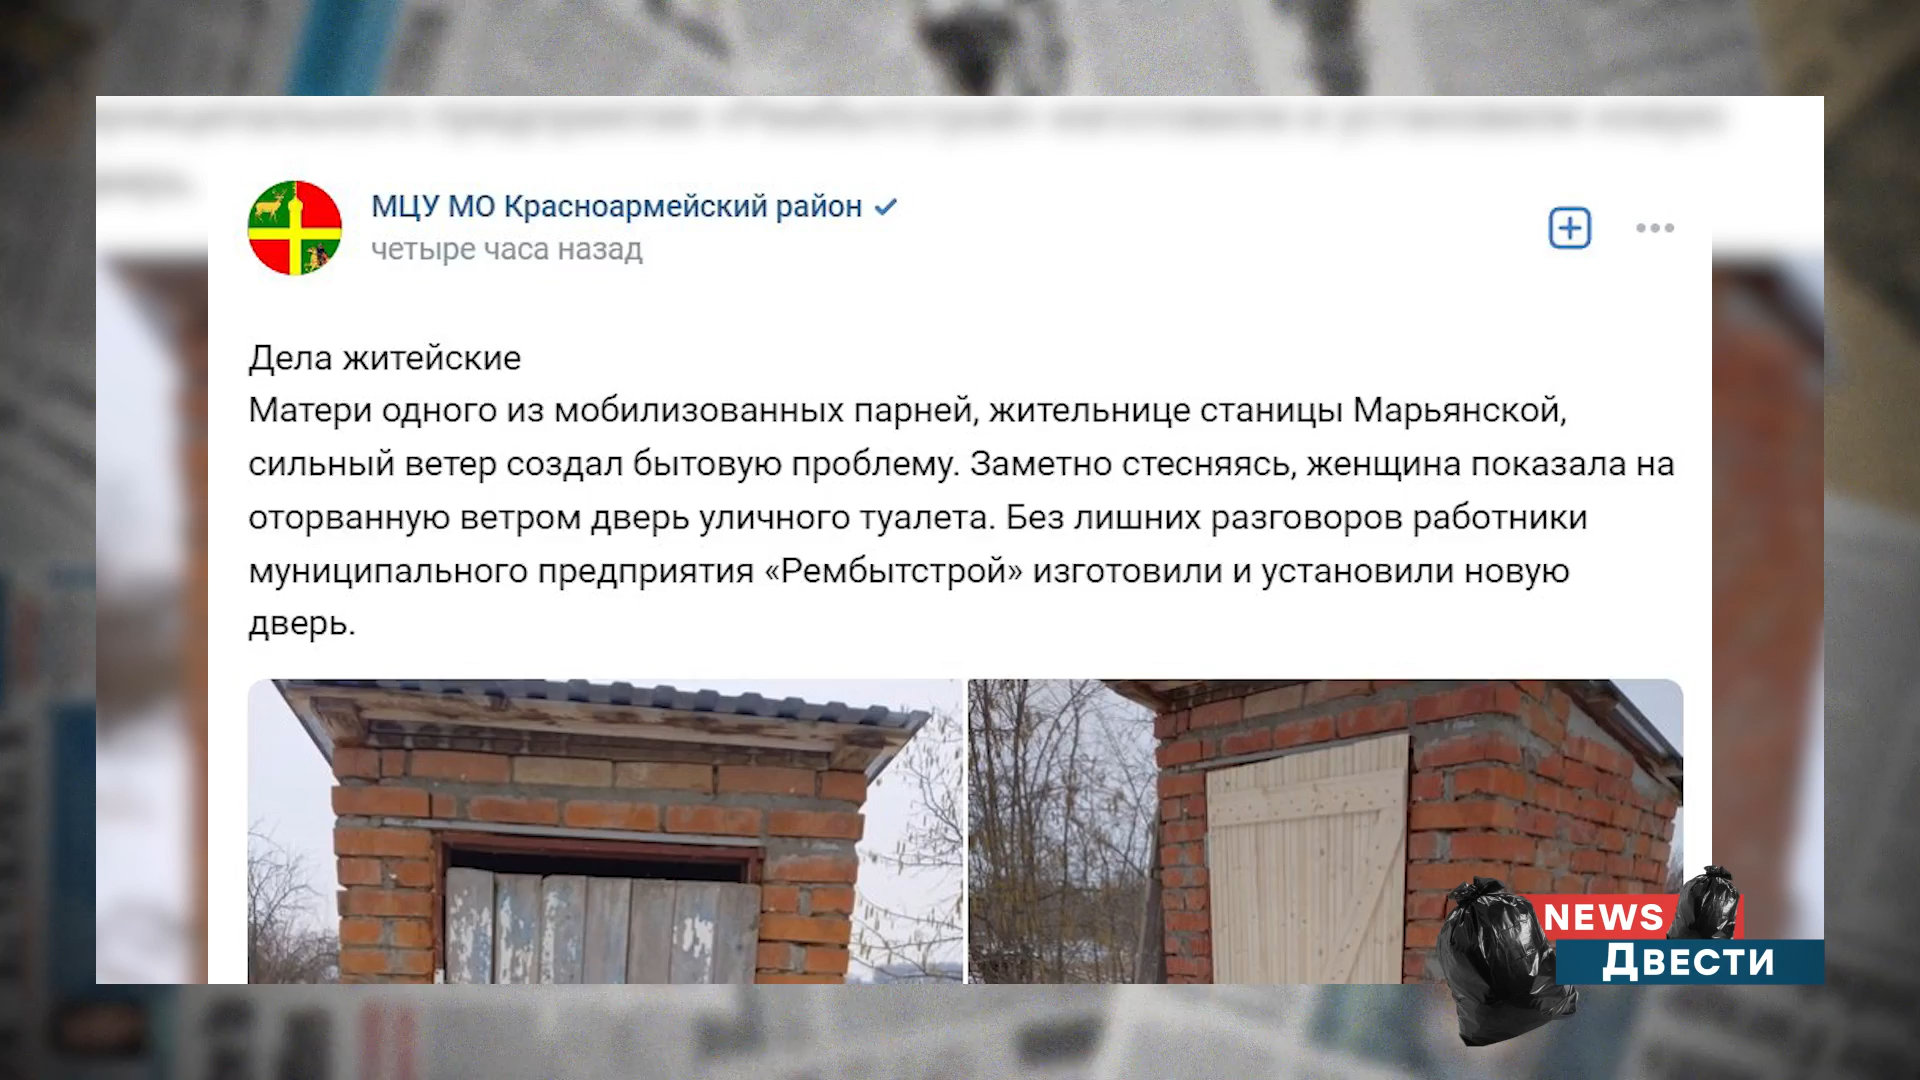 МЦУ МО Красноармейский район
четыре часа назад
Дела житейские
Матери одного из мобилизованных парней, жительнице станицы Марьянской,
сильный ветер создал бытовую проблему. Заметно стесняясь, женщина показала на
оторванную ветром дверь уличного туалета. Без лишних разговоров работники
муниципального предприятия «Рембытстрой» изготовили и установили новую
дверь.
NEWS
ДВЕСТИ